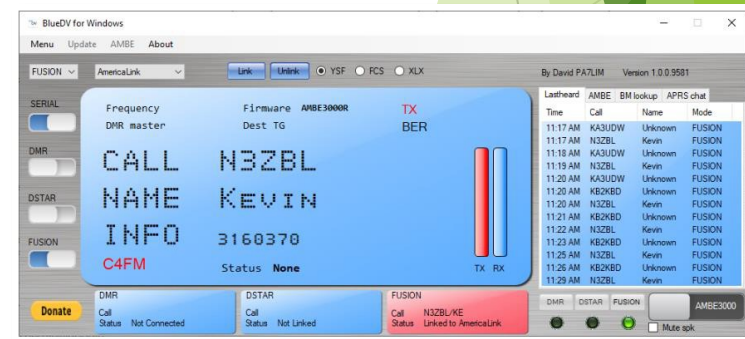 BlueDV for Windows
Menu Update AMBE About
FUSION AmericaLink Link Unlink YSF FCS XLX By David PA7LIM Version 1.0.0.9581
SERIAL
DMR
DSTAR
FUSION
Donate
Frequency Firmware AMBE3000R TX
DMR master Dest TG BER
CALL N3ZBL
NAME Kevin
INFO 3160370
C4FM Status None TX RX
DMR
Call
Status Not Connected
DSTAR
Call
Status Not Linked
FUSION
Call N3ZBL/KE
Status Linked to AmericaLink
Lastheard AMBE BM lookup APRS chat
Time Call Name Mode
11:17 AM KA3UDW Unknown FUSION
11:17 AM N3ZBL Kevin FUSION
11:18 AM KA3UDW Unknown FUSION
11:19 AM N3ZBL Kevin FUSION
11:20 AM KA3UDW Unknown FUSION
11:20 AM KB2KBD Unknown FUSION
11:20 AM N3ZBL Kevin FUSION
11:21 AM KB2KBD Unknown FUSION
11:22 AM N3ZBL Kevin FUSION
11:23 AM KB2KBD Unknown FUSION
11:25 AM N3ZBL Kevin FUSION
11:26 AM KB2KBD Unknown FUSION
11:29 AM N3ZBL Kevin FUSION
DMR DSTAR FUSION AMBE3000
Mute spk